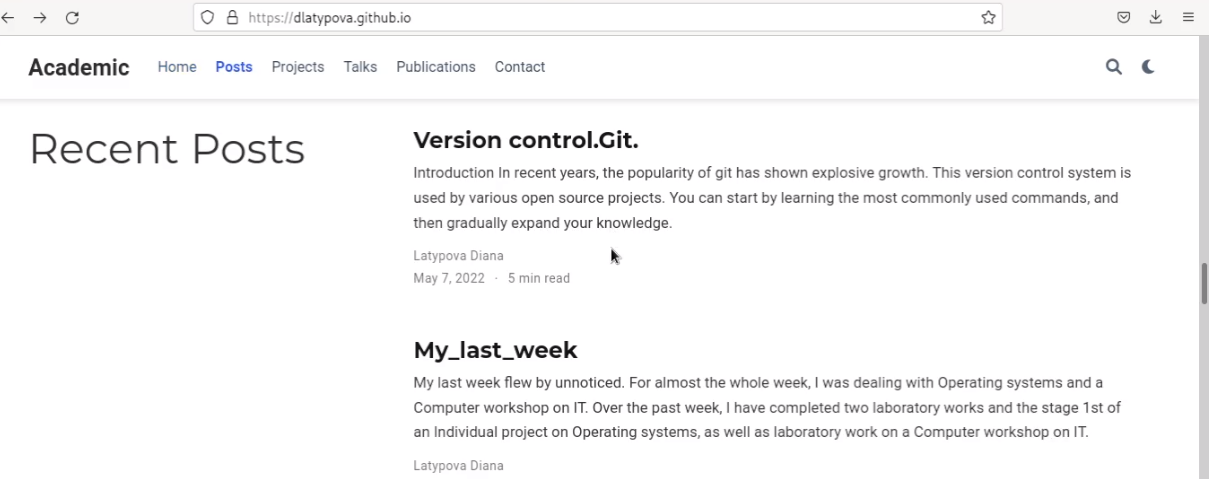 https://dlatypova.github.io
Academic Home Posts Projects Talks Publications Contact
Recent Posts
Version control.Git.
Introduction In recent years, the popularity of git has shown explosive growth. This version control system is
used by various open source projects. You can start by learning the most commonly used commands, and
then gradually expand your knowledge.
Latypova Diana
May 7, 2022 · 5 min read
My_last_week
My last week flew by unnoticed. For almost the whole week, I was dealing with Operating systems and a
Computer workshop on IT. Over the past week, I have completed two laboratory works and the stage 1st of
an Individual project on Operating systems, as well as laboratory work on a Computer workshop on IT.
Latypova Diana